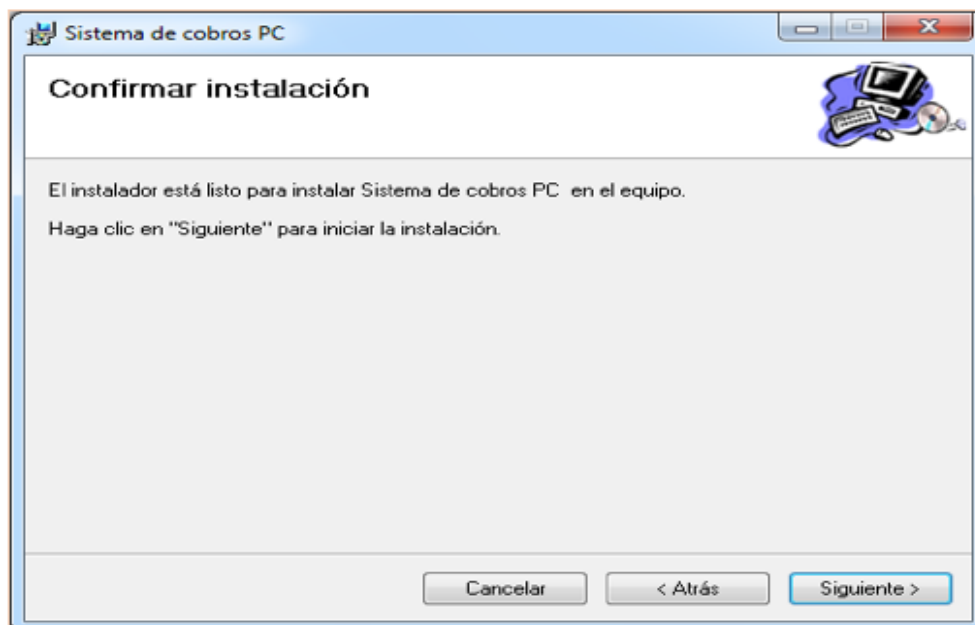 Sistema de cobros PC
Confirmar instalación
El instalador está listo para instalar Sistema de cobros PC  en el equipo.
Haga clic en "Siguiente" para iniciar la instalación.
Cancelar
< Atrás
Siguiente >